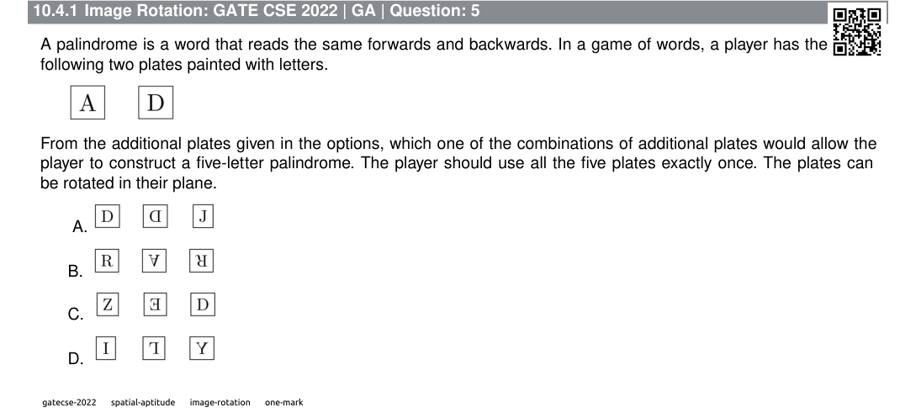 10.4.1 Image Rotation: GATE CSE 2022 | GA | Question: 5
A palindrome is a word that reads the same forwards and backwards. In a game of words, a player has the
following two plates painted with letters.
A D
From the additional plates given in the options, which one of the combinations of additional plates would allow the
player to construct a five-letter palindrome. The player should use all the five plates exactly once. The plates can
be rotated in their plane.
A. D ᗡ J
B. R ∀ ᴚ
C. Z Ǝ D
D. I ⅂ Y
gatecse-2022 spatial-aptitude image-rotation one-mark